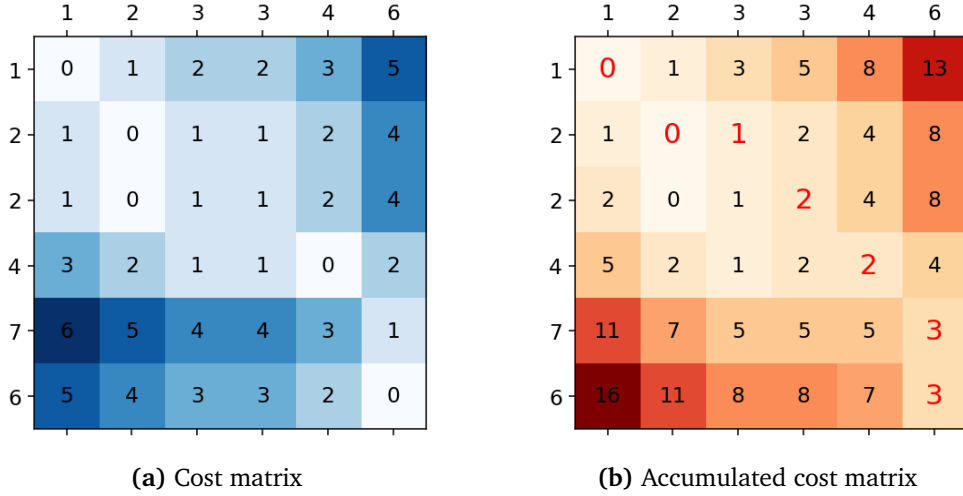 1 2 3 3 4 6
1 0 1 2 2 3 5
2 1 0 1 1 2 4
2 1 0 1 1 2 4
4 3 2 1 1 0 2
7 6 5 4 4 3 1
6 5 4 3 3 2 0
(a) Cost matrix
1 2 3 3 4 6
1 0 1 3 5 8 13
2 1 0 1 2 4 8
2 2 0 1 2 4 8
4 5 2 1 2 2 4
7 11 7 5 5 5 3
6 16 11 8 8 7 3
(b) Accumulated cost matrix